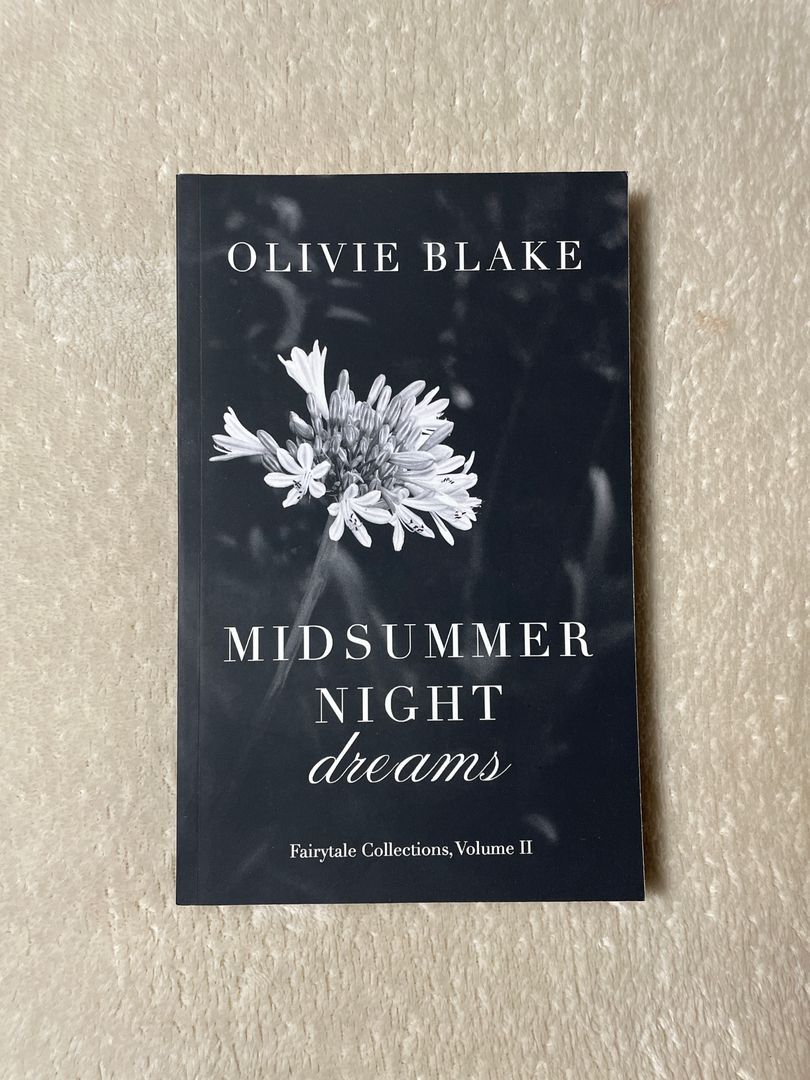 OLIVIE BLAKE
MIDSUMMER
NIGHT
dreams
Fairytale Collections, Volume II